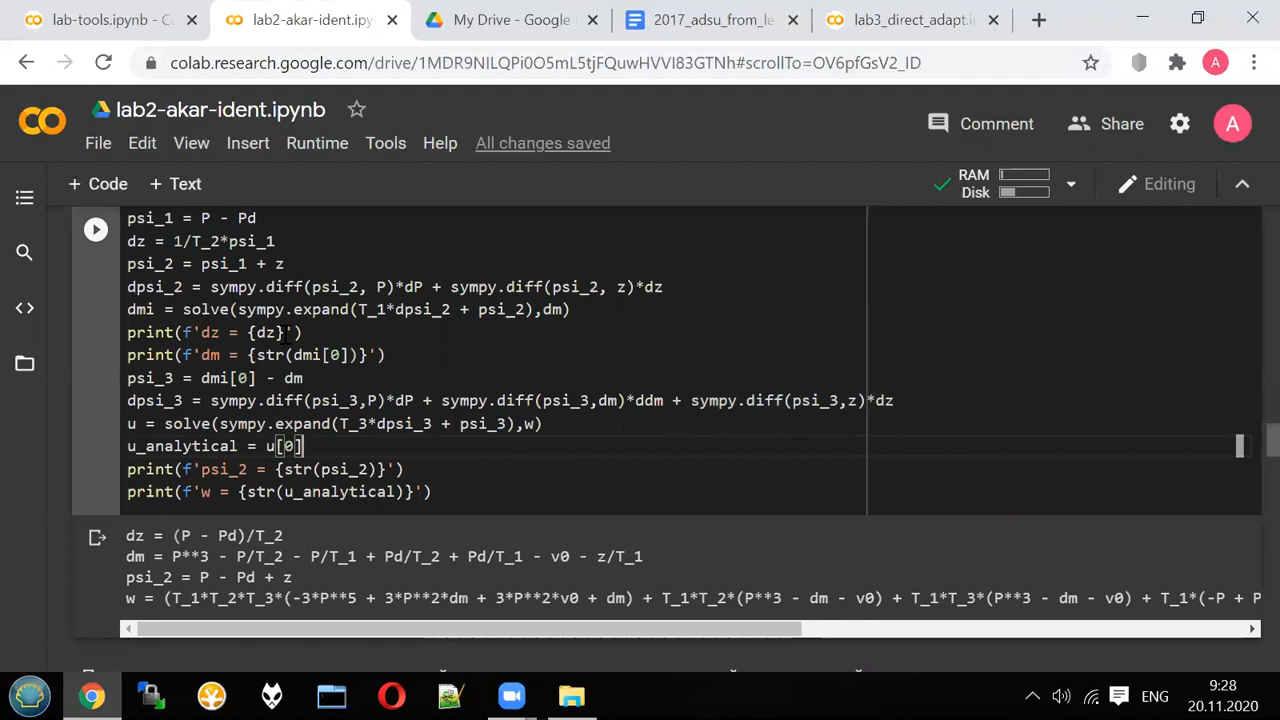 lab-tools.ipynb - C
lab2-akar-ident.ipy
My Drive - Google
2017_adsu_from_le
lab3_direct_adapt.i
colab.research.google.com/drive/1MDR9NILQPi0O5mL5tjFQuwHVVI83GTNh#scrollTo=OV6pfGsV2_ID
A
lab2-akar-ident.ipynb
Comment
Share
A
File Edit View Insert Runtime Tools Help All changes saved
+ Code + Text
RAM
Disk
Editing
psi_1 = P - Pd
dz = 1/T_2*psi_1
psi_2 = psi_1 + z
dpsi_2 = sympy.diff(psi_2, P)*dP + sympy.diff(psi_2, z)*dz
dmi = solve(sympy.expand(T_1*dpsi_2 + psi_2),dm)
print(f'dz = {dz}')
print(f'dm = {str(dmi[0])}')
psi_3 = dmi[0] - dm
dpsi_3 = sympy.diff(psi_3,P)*dP + sympy.diff(psi_3,dm)*ddm + sympy.diff(psi_3,z)*dz
u = solve(sympy.expand(T_3*dpsi_3 + psi_3),w)
u_analytical = u[0]
print(f'psi_2 = {str(psi_2)}')
print(f'w = {str(u_analytical)}')
dz = (P - Pd)/T_2
dm = P**3 - P/T_2 - P/T_1 + Pd/T_2 + Pd/T_1 - v0 - z/T_1
psi_2 = P - Pd + z
w = (T_1*T_2*T_3*(-3*P**5 + 3*P**2*dm + 3*P**2*v0 + dm) + T_1*T_2*(P**3 - dm - v0) + T_1*T_3*(P**3 - dm - v0) + T_1*(-P + P
ENG
9:28
20.11.2020